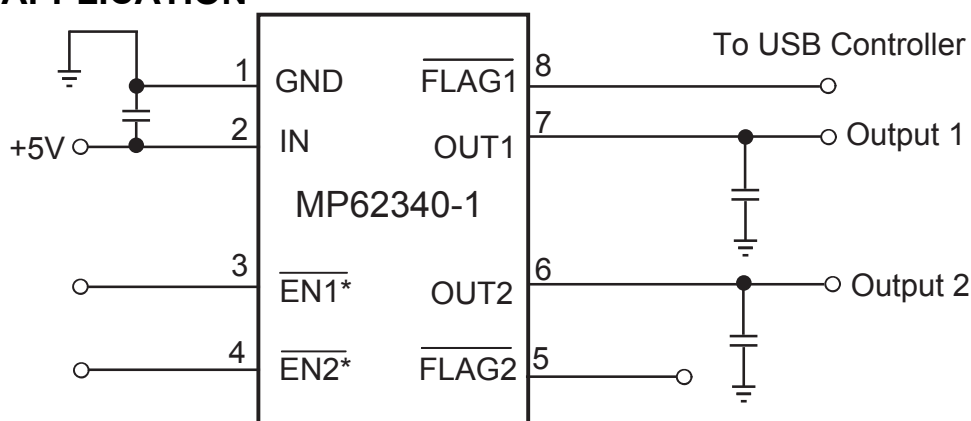 APPLICATION
To USB Controller
1
GND
FLAG1
8
+5V
2
IN
OUT1
7
Output 1
MP62340-1
3
EN1*
OUT2
6
Output 2
4
EN2*
FLAG2
5